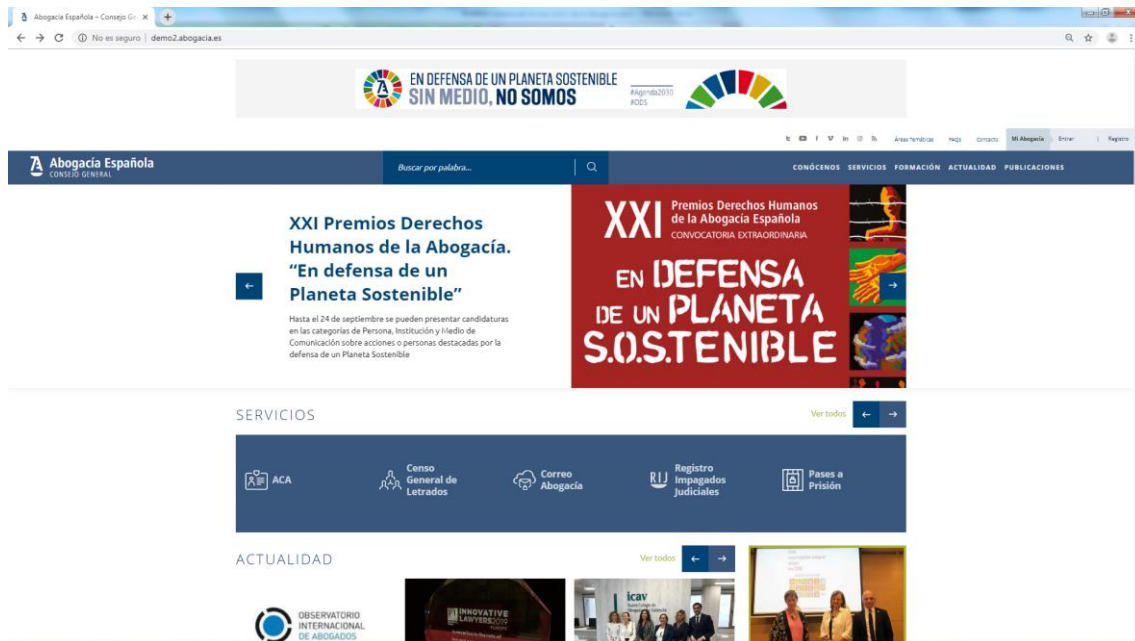 Abogacía Española – Consejo Ge
No es seguro | demo2.abogacia.es
EN DEFENSA DE UN PLANETA SOSTENIBLE
SIN MEDIO, NO SOMOS
#Agenda2030
#ODS
Áreas Temáticas FAQs Contacto Mi Abogacía Entrar | Registro
Abogacía Española
CONSEJO GENERAL
Buscar por palabra...
CONÓCENOS SERVICIOS FORMACIÓN ACTUALIDAD PUBLICACIONES
XXI Premios Derechos
Humanos de la Abogacía.
“En defensa de un
Planeta Sostenible”
Hasta el 24 de septiembre se pueden presentar candidaturas
en las categorías de Persona, Institución y Medio de
Comunicación sobre acciones o personas destacadas por la
defensa de un Planeta Sostenible
XXI
Premios Derechos Humanos
de la Abogacía Española
CONVOCATORIA EXTRAORDINARIA
EN DEFENSA
DE UN PLANETA
S.O.S.TENIBLE
SERVICIOS
Ver todos
ACA
Censo
General de
Letrados
Correo
Abogacía
RIJ
Registro
Impagados
Judiciales
Pases a
Prisión
ACTUALIDAD
Ver todos
OBSERVATORIO
INTERNACIONAL
DE ABOGADOS
INNOVATIVE
LAWYERS2019
icav